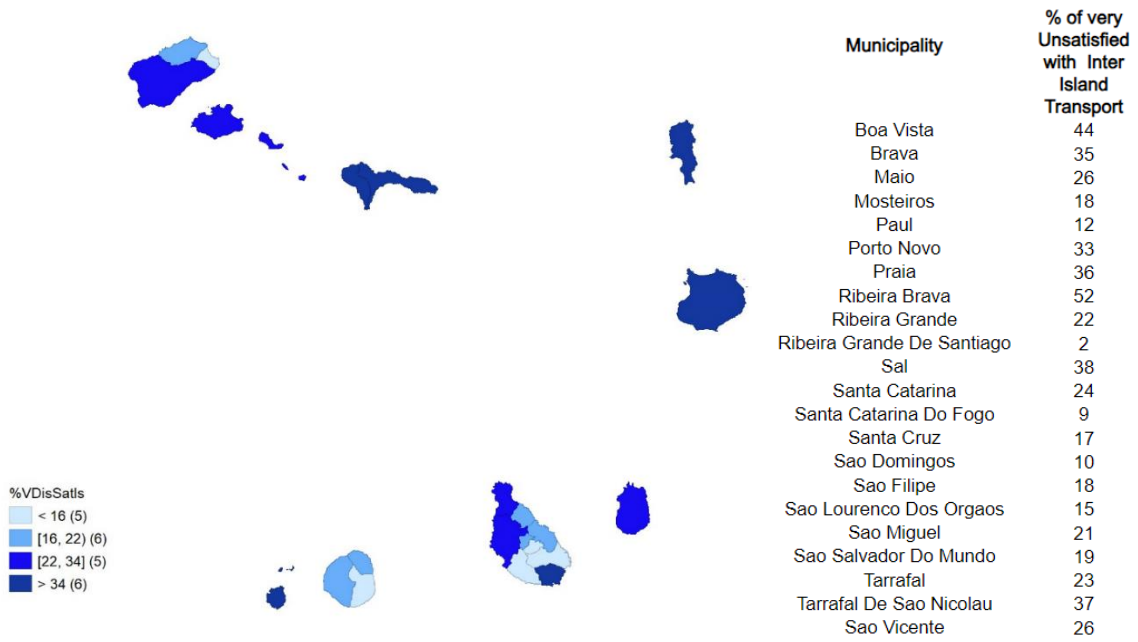 Municipality
% of very
Unsatisfied
with Inter
Island
Transport
Boa Vista 44
Brava 35
Maio 26
Mosteiros 18
Paul 12
Porto Novo 33
Praia 36
Ribeira Brava 52
Ribeira Grande 22
Ribeira Grande De Santiago 2
Sal 38
Santa Catarina 24
Santa Catarina Do Fogo 9
Santa Cruz 17
Sao Domingos 10
Sao Filipe 18
Sao Lourenco Dos Orgaos 15
Sao Miguel 21
Sao Salvador Do Mundo 19
Tarrafal 23
Tarrafal De Sao Nicolau 37
Sao Vicente 26
%VDisSatIs
< 16 (5)
[16, 22) (6)
[22, 34] (5)
> 34 (6)